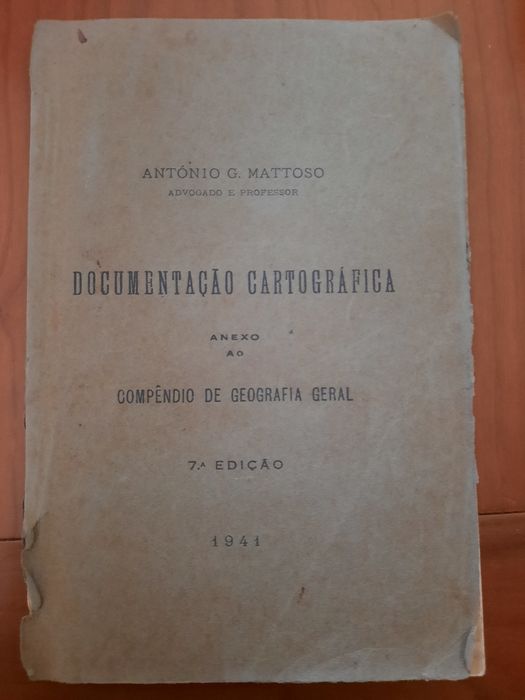 ANTÓNIO G. MATTOSO
ADVOGADO E PROFESSOR
DOCUMENTAÇÃO CARTOGRÁFICA
ANEXO
AO
COMPÊNDIO DE GEOGRAFIA GERAL
7.ª EDIÇÃO
1941